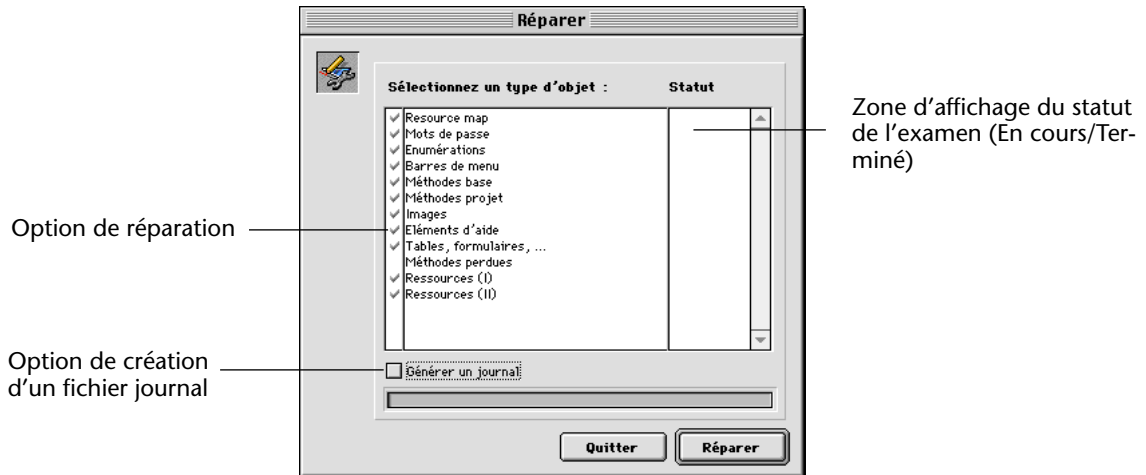 Réparer
Sélectionnez un type d'objet :
Statut
Resource map
Mots de passe
Enumérations
Barres de menu
Méthodes base
Méthodes projet
Images
Eléments d'aide
Tables, formulaires, ...
Méthodes perdues
Ressources (I)
Ressources (II)
Générer un journal
Quitter
Réparer
Option de réparation
Option de création
d'un fichier journal
Zone d'affichage du statut
de l'examen (En cours/Ter-
miné)